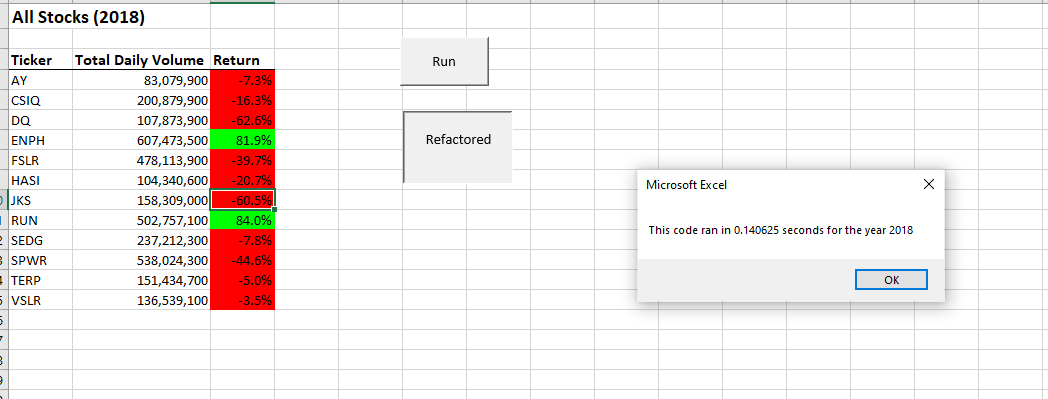 All Stocks (2018)
Ticker Total Daily Volume Return
AY 83,079,900 -7.3%
CSIQ 200,879,900 -16.3%
DQ 107,873,900 -62.6%
ENPH 607,473,500 81.9%
FSLR 478,113,900 -39.7%
HASI 104,340,600 -20.7%
JKS 158,309,000 -60.5%
RUN 502,757,100 84.0%
SEDG 237,212,300 -7.8%
SPWR 538,024,300 -44.6%
TERP 151,434,700 -5.0%
VSLR 136,539,100 -3.5%
Run
Refactored
Microsoft Excel
This code ran in 0.140625 seconds for the year 2018
OK